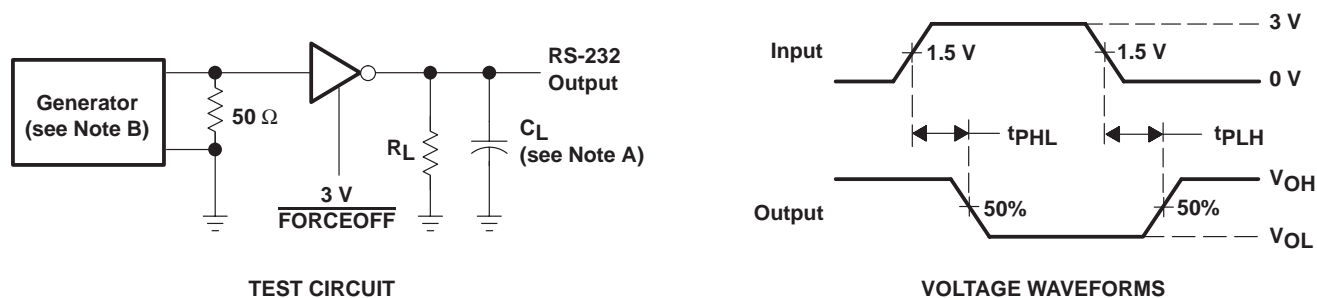 Generator
(see Note B)
50 Ω
3 V
FORCEOFF
RL
CL
(see Note A)
RS-232
Output
TEST CIRCUIT
Input
1.5 V
1.5 V
3 V
0 V
tPHL
tPLH
Output
50%
50%
VOH
VOL
VOLTAGE WAVEFORMS